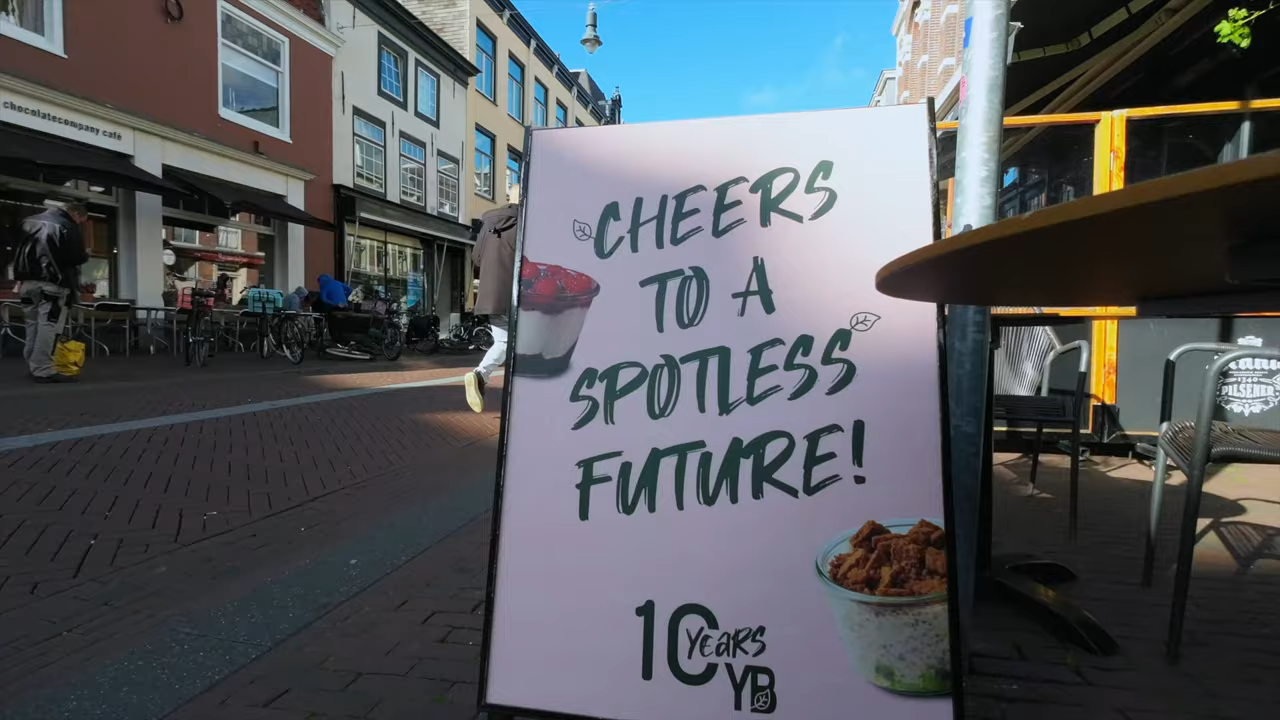 chocolatecompany café
CHEERS
TO A
SPOTLESS
FUTURE!
10 YEARS
YB
PILSENER